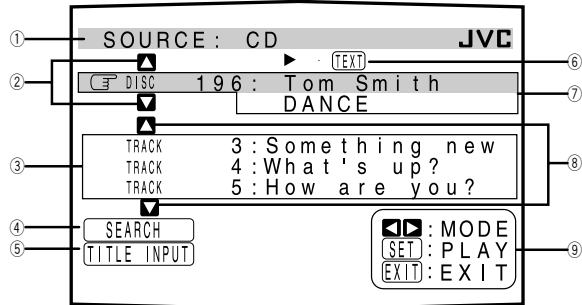 ① SOURCE: CD JVC
② ▲ ▶ · TEXT ⑥
☞ DISC 196: Tom Smith ⑦
▼ DANCE
▲ ⑧
③ TRACK 3:Something new
TRACK 4:What's up?
TRACK 5:How are you?
▼
④ SEARCH ◀▶:MODE
⑤ TITLE INPUT SET:PLAY ⑨
EXIT:EXIT